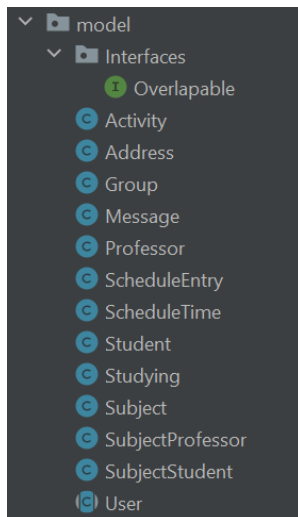 model
Interfaces
I Overlapable
C Activity
C Address
C Group
C Message
C Professor
C ScheduleEntry
C ScheduleTime
C Student
C Studying
C Subject
C SubjectProfessor
C SubjectStudent
C User